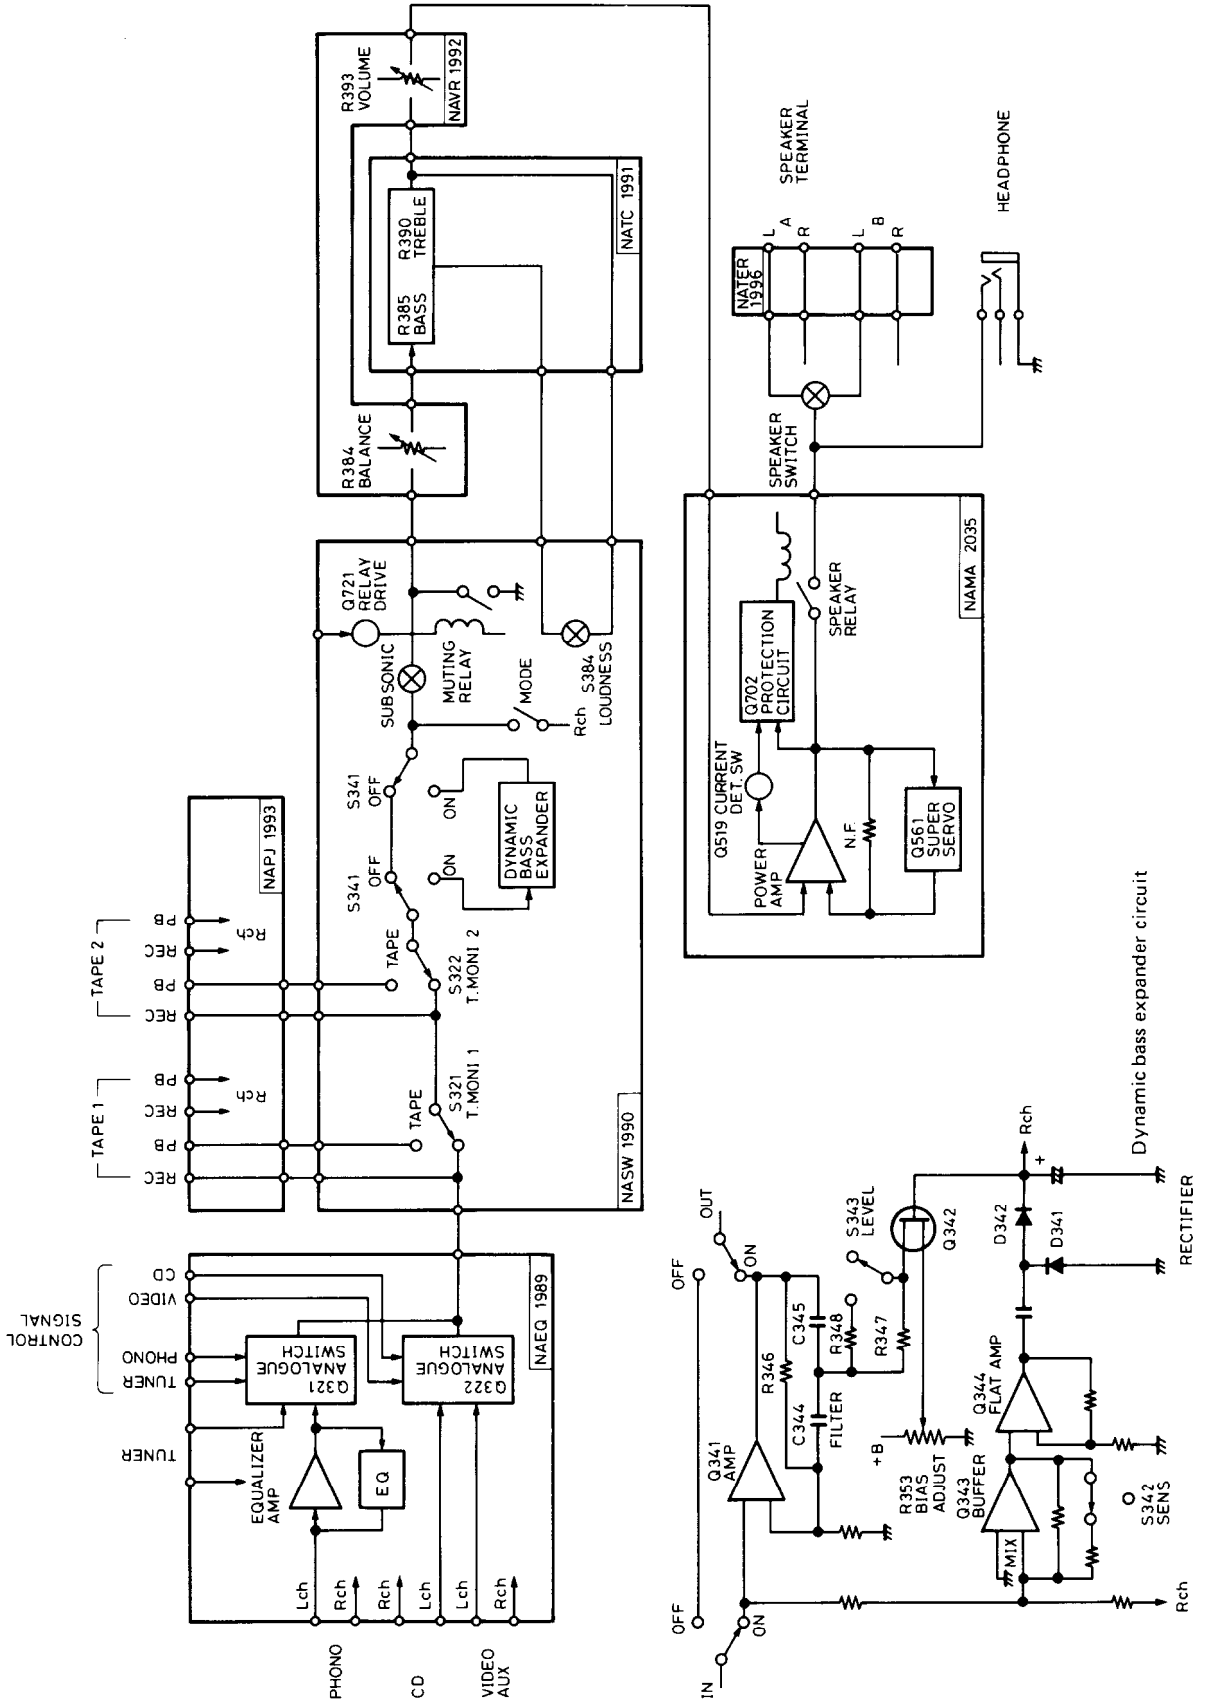 CONTROL
SIGNAL
TUNER
PHONO
VIDEO
CD
TUNER
EQUALIZER
AMP
EQ
Q321
ANALOGUE
SWITCH
Q322
ANALOGUE
SWITCH
NAEQ 1989
Lch
Rch
Rch
Lch
Lch
Rch
PHONO
CD
VIDEO
AUX
TAPE 1
REC
PB
REC
PB
Rch
TAPE 2
REC
PB
REC
PB
Rch
NAPJ 1993
TAPE
S321
T.MONI 1
TAPE
S322
T.MONI 2
S341
OFF
ON
S341
OFF
ON
DYNAMIC
BASS
EXPANDER
SUBSONIC
MODE
Rch
Q721
RELAY
DRIVE
MUTING
RELAY
S384
LOUDNESS
NASW 1990
R384
BALANCE
R385
BASS
R390
TREBLE
NATC 1991
R393
VOLUME
NAVR 1992
Q519 CURRENT
DET. SW
POWER
AMP
N.F.
Q561
SUPER
SERVO
Q702
PROTECTION
CIRCUIT
SPEAKER
RELAY
NAMA 2035
SPEAKER
SWITCH
NATER
1996
L
A
R
L
B
R
SPEAKER
TERMINAL
HEADPHONE
IN
OFF
ON
OFF
ON
OUT
Q341
AMP
R346
C344
C345
FILTER
R348
R347
S343
LEVEL
Q342
+B
R353
BIAS
ADJUST
Q343
BUFFER
MIX
Q344
FLAT AMP
S342
SENS
Rch
D342
D341
+
Rch
RECTIFIER
Dynamic bass expander circuit